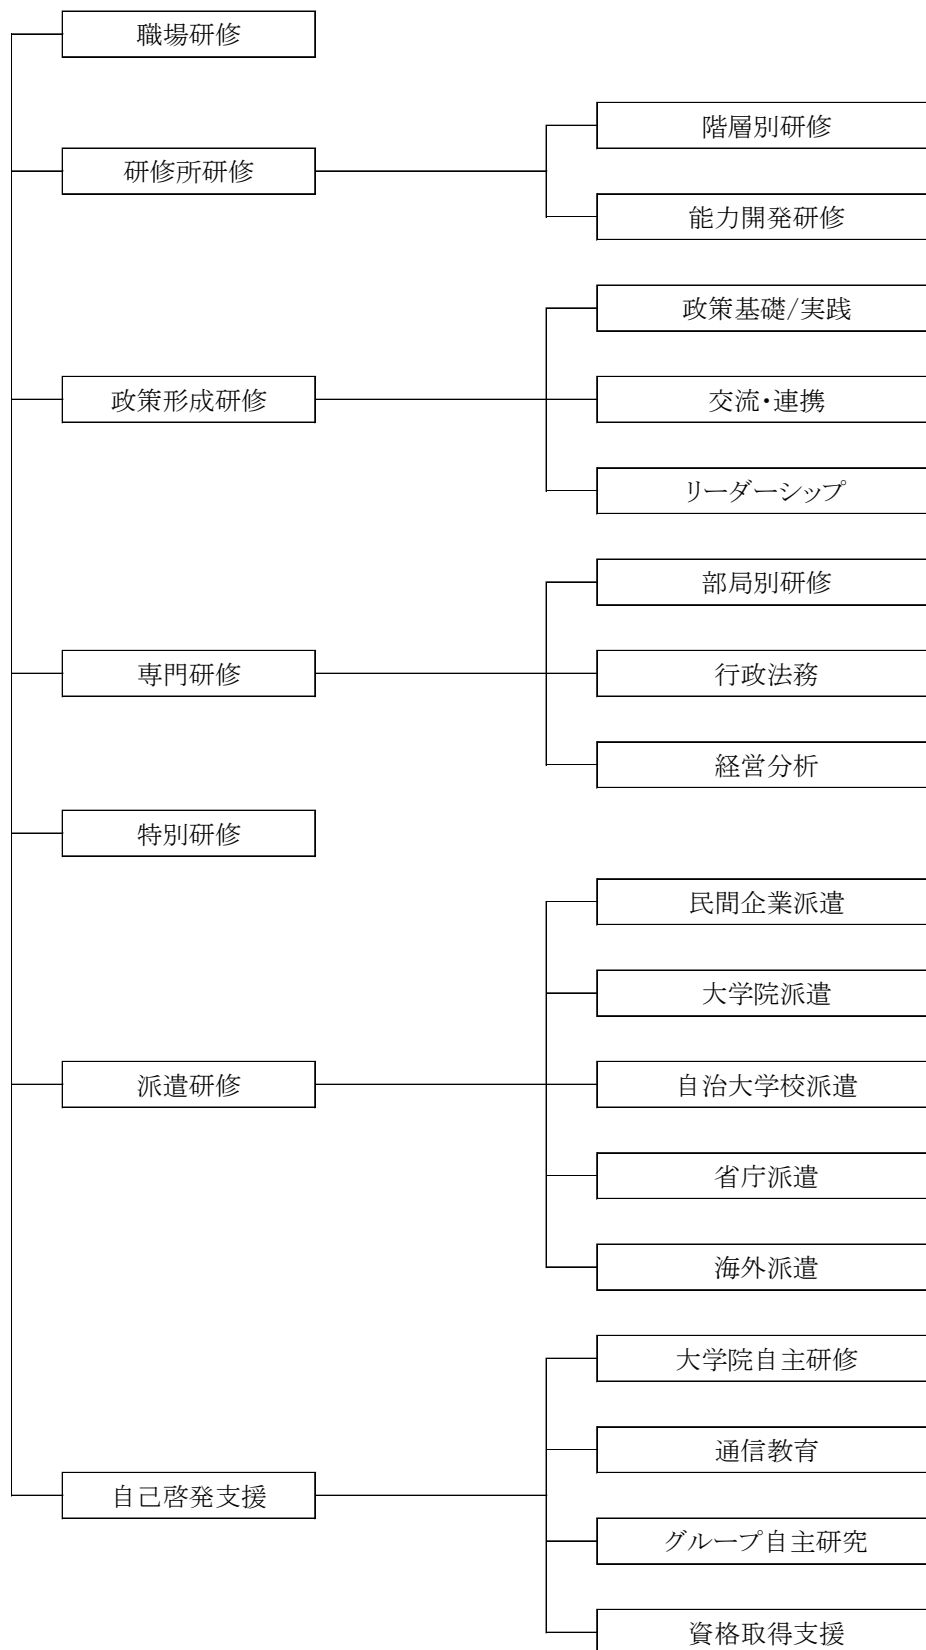 職場研修
研修所研修
階層別研修
能力開発研修
政策形成研修
政策基礎/実践
交流・連携
リーダーシップ
専門研修
部局別研修
行政法務
経営分析
特別研修
派遣研修
民間企業派遣
大学院派遣
自治大学校派遣
省庁派遣
海外派遣
自己啓発支援
大学院自主研修
通信教育
グループ自主研究
資格取得支援